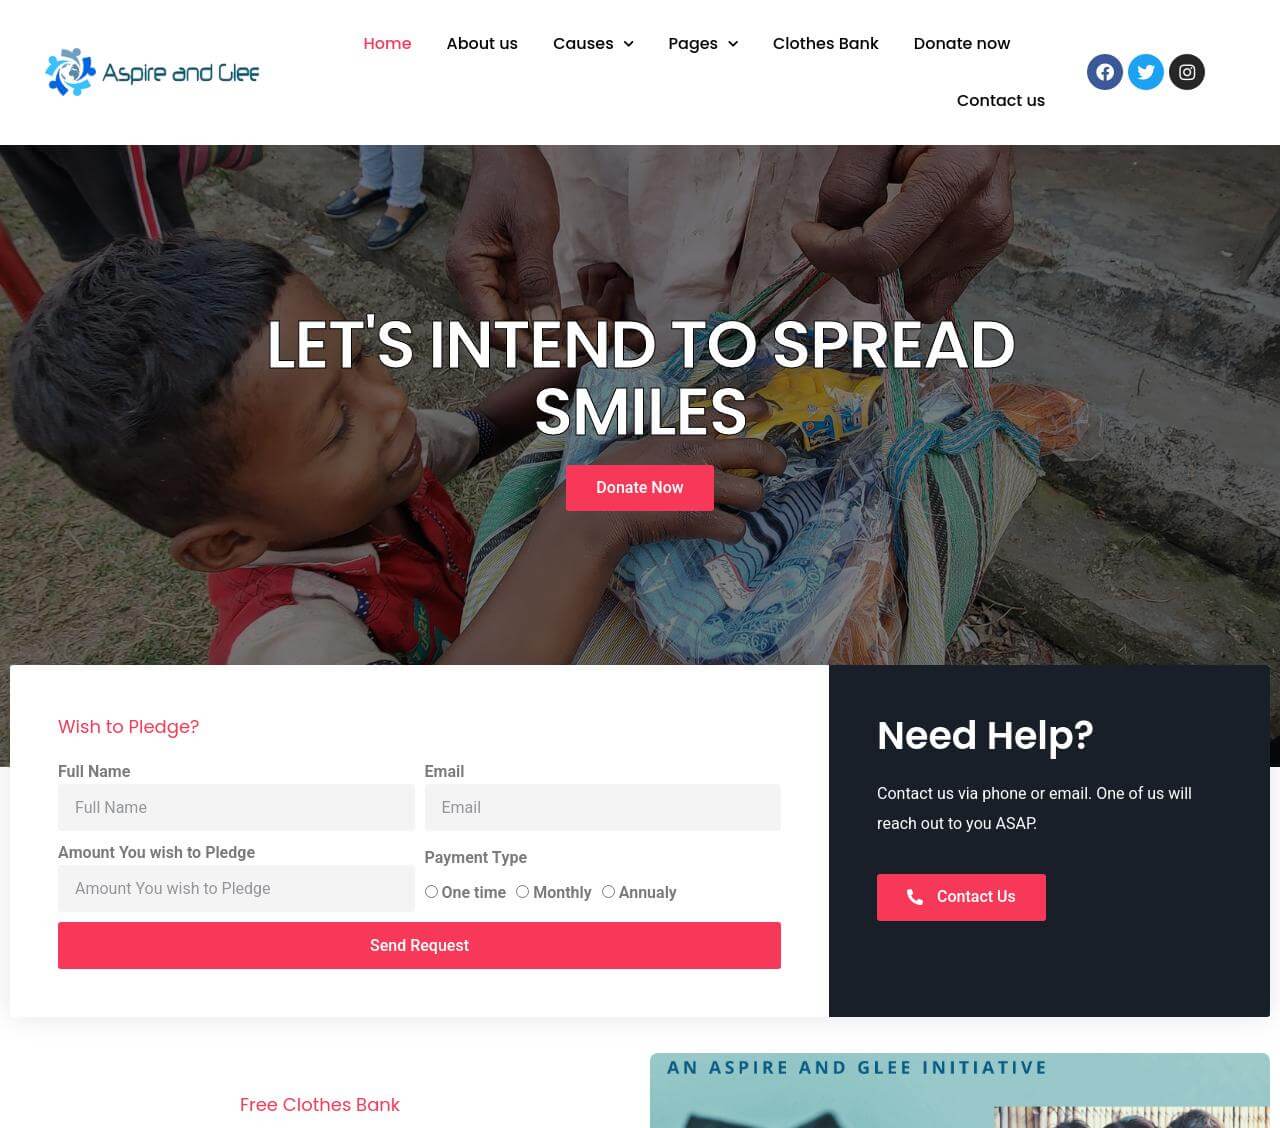 Aspire and Glee
Home
About us
Causes
Pages
Clothes Bank
Donate now
Contact us
LET'S INTEND TO SPREAD
SMILES
Donate Now
Wish to Pledge?
Full Name
Email
Full Name
Email
Amount You wish to Pledge
Payment Type
Amount You wish to Pledge
One time
Monthly
Annualy
Send Request
Need Help?
Contact us via phone or email. One of us will
reach out to you ASAP.
Contact Us
Free Clothes Bank
AN ASPIRE AND GLEE INITIATIVE